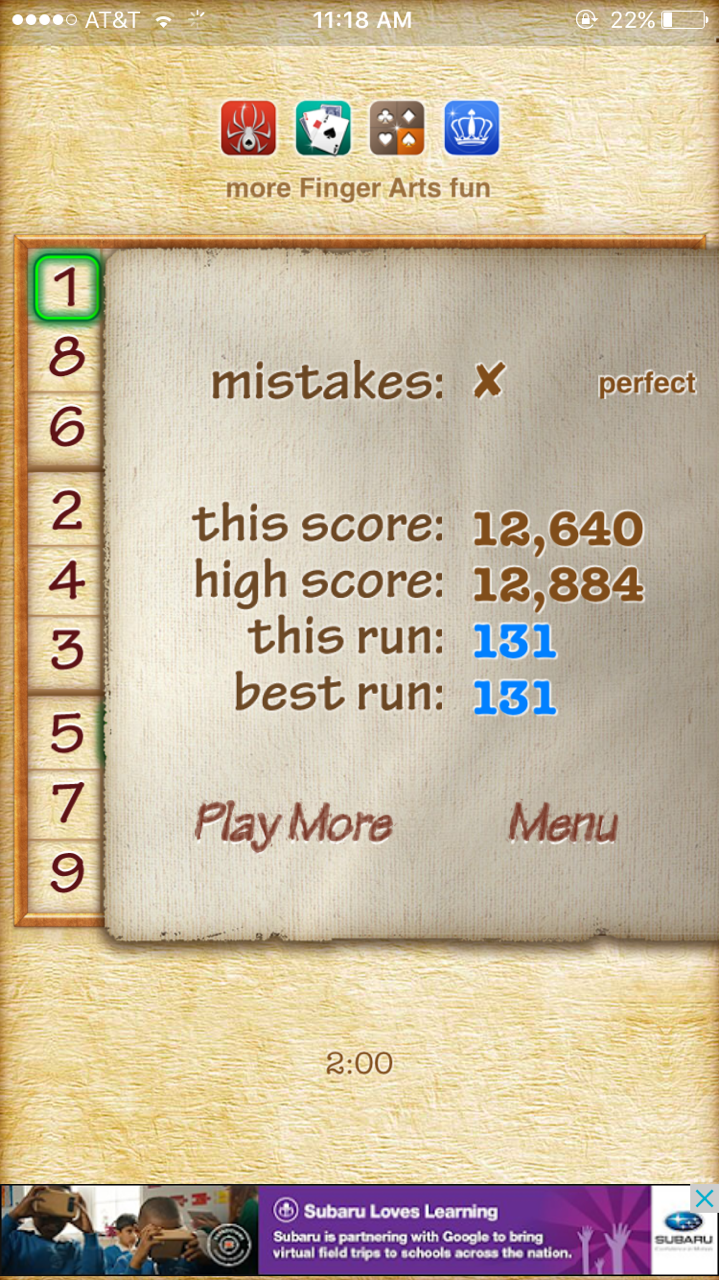 AT&T 11:18 AM 22%
more Finger Arts fun
1
8
6
2
4
3
5
7
9
mistakes: ✘ perfect
this score: 12,640
high score: 12,884
this run: 131
best run: 131
Play More Menu
2:00
Subaru Loves Learning
Subaru is partnering with Google to bring
virtual field trips to schools across the nation.
SUBARU